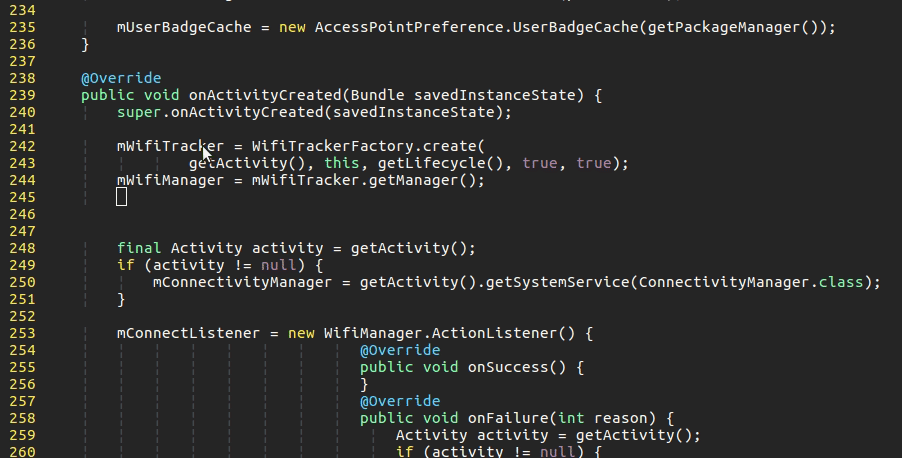 234
235 mUserBadgeCache = new AccessPointPreference.UserBadgeCache(getPackageManager());
236 }
237
238 @Override
239 public void onActivityCreated(Bundle savedInstanceState) {
240 super.onActivityCreated(savedInstanceState);
241
242 mWifiTracker = WifiTrackerFactory.create(
243 getActivity(), this, getLifecycle(), true, true);
244 mWifiManager = mWifiTracker.getManager();
245
246
247
248 final Activity activity = getActivity();
249 if (activity != null) {
250 mConnectivityManager = getActivity().getSystemService(ConnectivityManager.class);
251 }
252
253 mConnectListener = new WifiManager.ActionListener() {
254 @Override
255 public void onSuccess() {
256 }
257 @Override
258 public void onFailure(int reason) {
259 Activity activity = getActivity();
260 if (activity != null) {